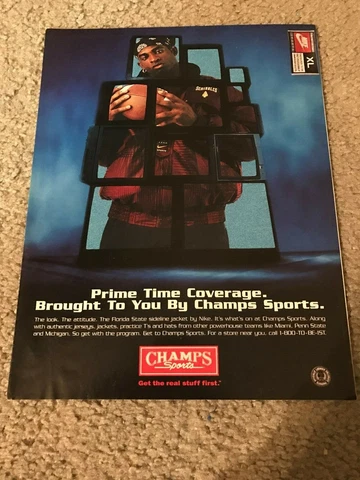 NIKE
XL
SEMINOLES
Prime Time Coverage.
Brought To You By Champs Sports.
The look. The attitude. The Florida State sideline jacket by Nike. It's what's on at Champs Sports. Along
with authentic jerseys, jackets, practice T's and hats from other powerhouse teams like Miami, Penn State
and Michigan. So get with the program. Get to Champs Sports. For a store near you, call 1-800-TO-BE-1ST.
CHAMPS
Sports
Get the real stuff first.